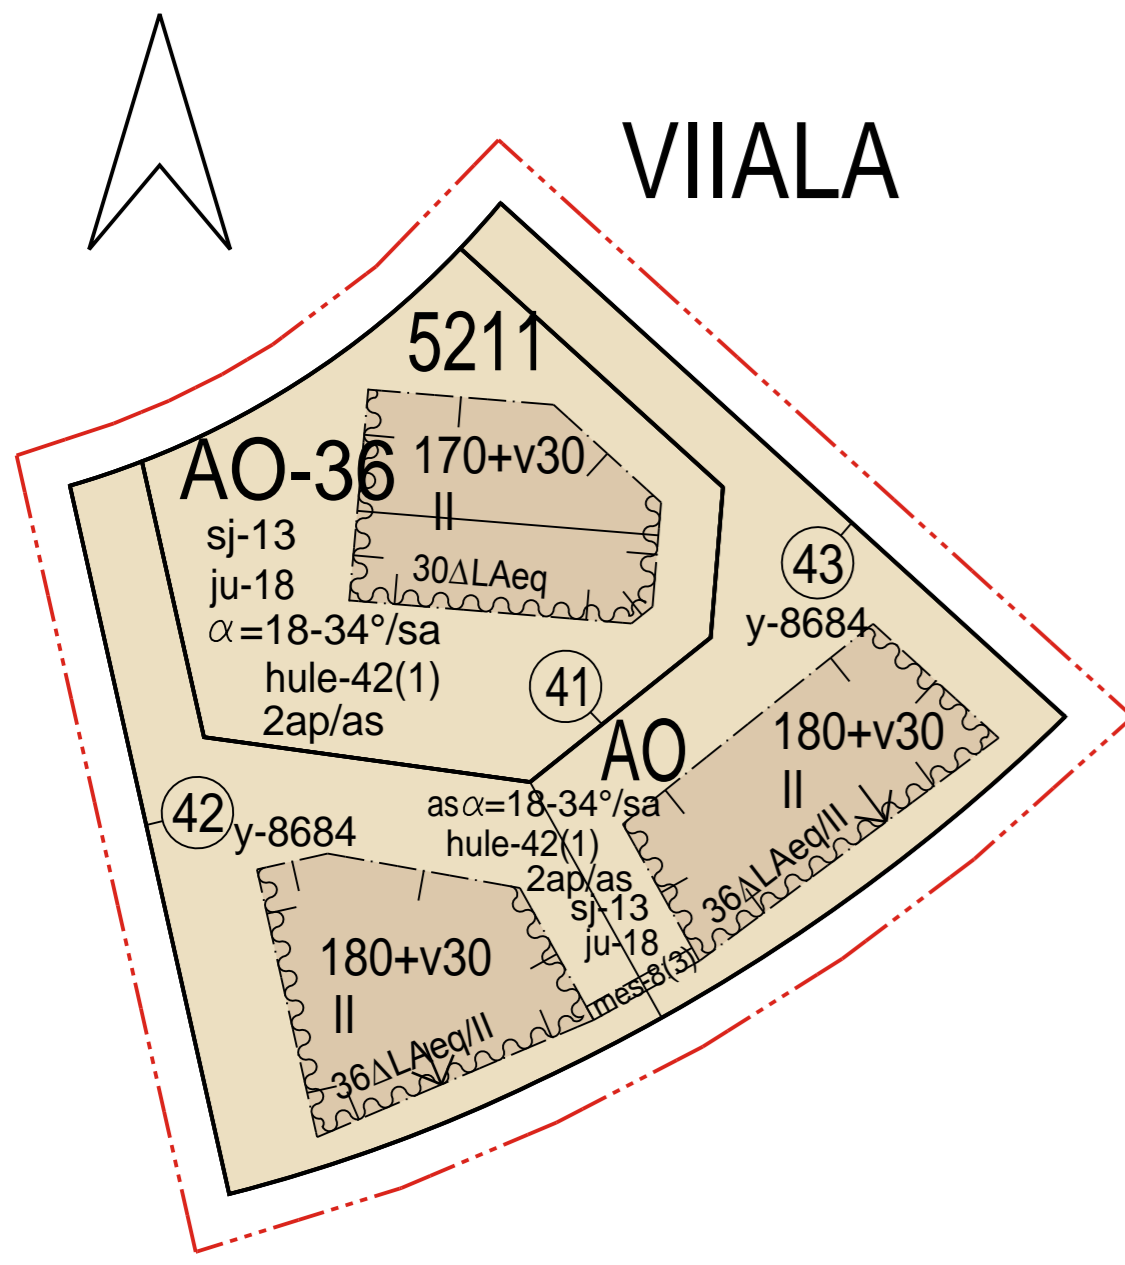 VIIALA
5211
AO-36
170+v30
II
30ΔLAeq
sj-13
ju-18
α=18-34°/sa
hule-42(1)
2ap/as
41
43
y-8684
AO
180+v30
II
36ΔLAeq/II
42
y-8684
asα=18-34°/sa
hule-42(1)
2ap/as
sj-13
ju-18
mes-8(3)
180+v30
II
36ΔLAeq/II